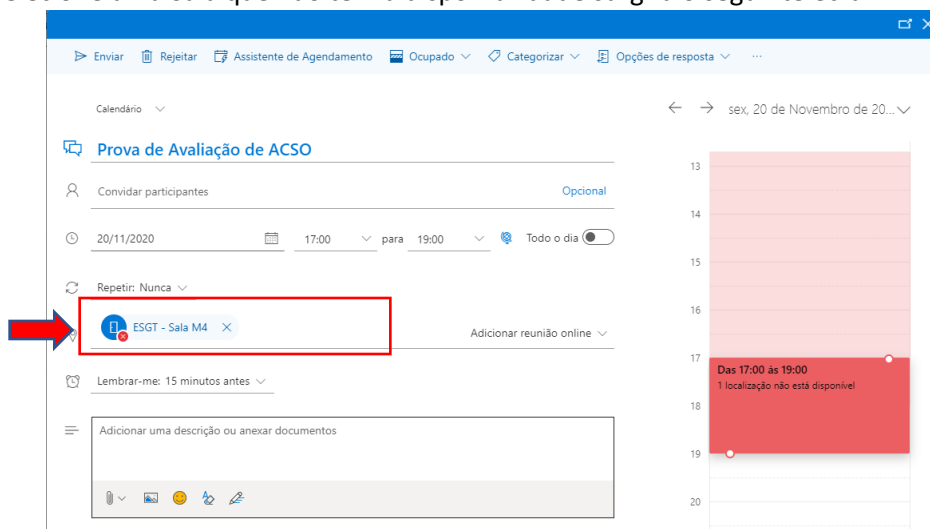 Enviar Rejeitar Assistente de Agendamento Ocupado Categorizar Opções de resposta ...
Calendário
sex, 20 de Novembro de 20...
Prova de Avaliação de ACSO
13
Convidar participantes Opcional
14
20/11/2020 17:00 para 19:00 Todo o dia
15
Repetir: Nunca
16
ESGT - Sala M4 Adicionar reunião online
17
Das 17:00 às 19:00
1 localização não está disponível
Lembrar-me: 15 minutos antes
18
Adicionar uma descrição ou anexar documentos
19
20